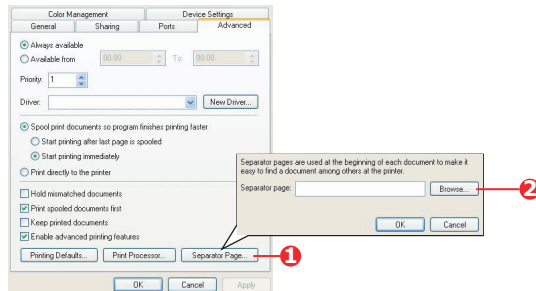 Color Management Device Settings
General Sharing Ports Advanced
Always available
Available from 00:00 To 00:00
Priority: 1
Driver: New Driver...
Spool print documents so program finishes printing faster
Start printing after last page is spooled
Start printing immediately
Print directly to the printer
Hold mismatched documents
Print spooled documents first
Keep printed documents
Enable advanced printing features
Printing Defaults... Print Processor... Separator Page...
1
OK Cancel Apply
Separator pages are used at the beginning of each document to make it
easy to find a document among others at the printer.
Separator page: Browse...
2
OK Cancel